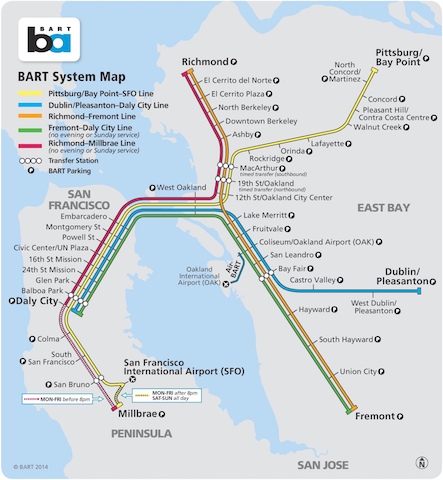 BART
ba
BART System Map
Pittsburg/Bay Point–SFO Line
Dublin/Pleasanton–Daly City Line
Richmond–Fremont Line
Fremont–Daly City Line
(no evening or Sunday service)
Richmond–Millbrae Line
(no evening or Sunday service)
Transfer Station
P BART Parking
Richmond P
El Cerrito del Norte P
El Cerrito Plaza P
North Berkeley P
Downtown Berkeley
Ashby P
Pittsburg/
Bay Point P
North
Concord/
P Martinez
Concord P
Pleasant Hill/
Contra Costa Centre P
Walnut Creek P
Lafayette P
Orinda P
Rockridge P
MacArthur P
timed transfer (southbound)
19th St/Oakland
timed transfer (northbound)
12th St/Oakland City Center
P West Oakland
SAN
FRANCISCO
EAST BAY
Embarcadero
Montgomery St
Powell St
Civic Center/UN Plaza
16th St Mission
24th St Mission
Glen Park
Balboa Park
P Daly City
Lake Merritt P
Fruitvale P
Coliseum/Oakland Airport (OAK) P
San Leandro P
Bay Fair P
Castro Valley P
Dublin/
Pleasanton P
West Dublin/
Pleasanton P
Oakland
International
Airport (OAK)
Air
BART
Hayward P
South Hayward P
Union City P
Fremont P
P Colma
South
P San Francisco
P San Bruno
San Francisco
International Airport (SFO)
MON-FRI before 8pm
MON-FRI after 8pm
SAT-SUN all day
Millbrae P
PENINSULA
SAN JOSE
© BART 2014
N